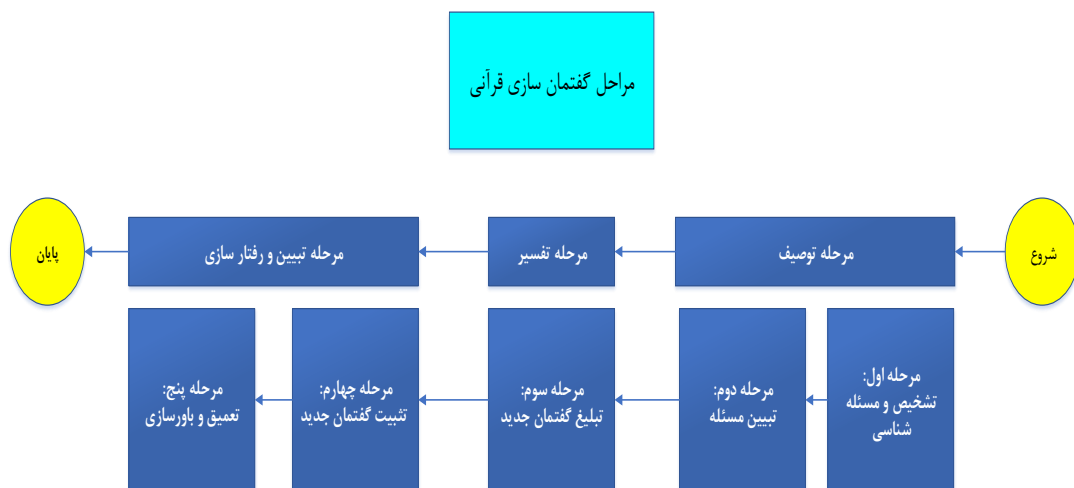 مراحل گفتمان سازی قرآنی
شروع
مرحله توصیف
مرحله تفسیر
مرحله تبیین و رفتار سازی
پایان
مرحله اول:
تشخیص و مسئله
شناسی
مرحله دوم:
تبیین مسئله
مرحله سوم:
تبلیغ گفتمان جدید
مرحله چهارم:
تثبیت گفتمان جدید
مرحله پنج:
تعمیق و باورسازی